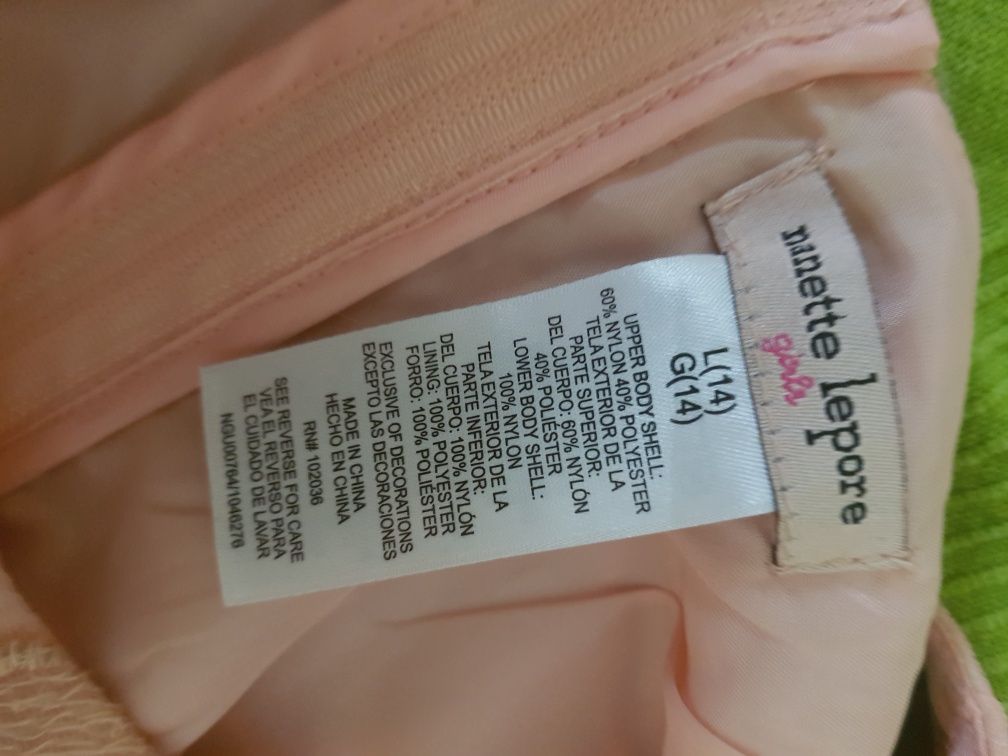 nanette lepore
girls
L(14)
G(14)
UPPER BODY SHELL:
60% NYLON 40% POLYESTER
TELA EXTERIOR DE LA
PARTE SUPERIOR:
DEL CUERPO: 60% NYLÓN
40% POLIÉSTER
LOWER BODY SHELL:
100% NYLON
TELA EXTERIOR DE LA
PARTE INFERIOR:
DEL CUERPO: 100% NYLÓN
LINING: 100% POLYESTER
FORRO: 100% POLIÉSTER
EXCLUSIVE OF DECORATIONS
EXCEPTO LAS DECORACIONES
MADE IN CHINA
HECHO EN CHINA
RN# 102036
SEE REVERSE FOR CARE
VEA EL REVERSO PARA
EL CUIDADO DE LAVAR
NGU00764/1046276